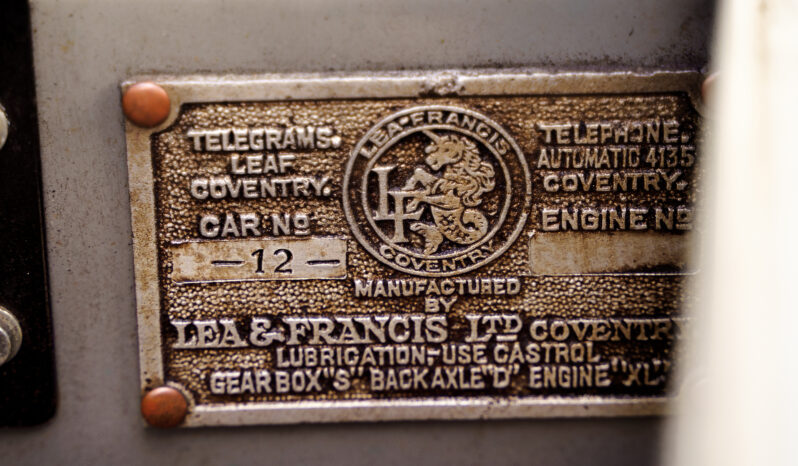 TELEGRAMS.
LEAF
COVENTRY.
CAR Nº
– 12 –
LEA & FRANCIS
LF
COVENTRY
TELEPHONE.
AUTOMATIC 4135
COVENTRY.
ENGINE Nº
MANUFACTURED
BY
LEA & FRANCIS LTD COVENTRY
LUBRICATION-USE CASTROL
GEAR BOX "S" BACK AXLE "D" ENGINE "XL"